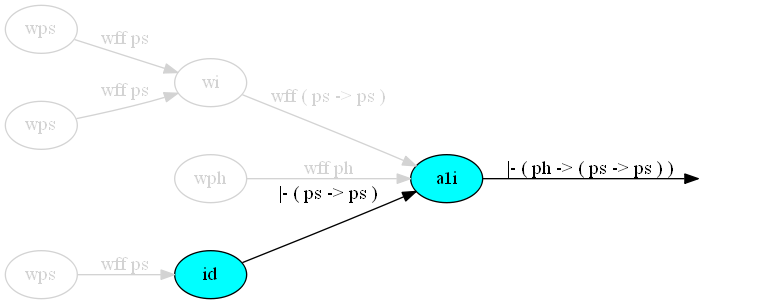 wps
wff ps
wff ps
wi
wff ( ps -> ps )
wps
wph
wff ph
a1i
|- ( ph -> ( ps -> ps ) )
|- ( ps -> ps )
wps
wff ps
id